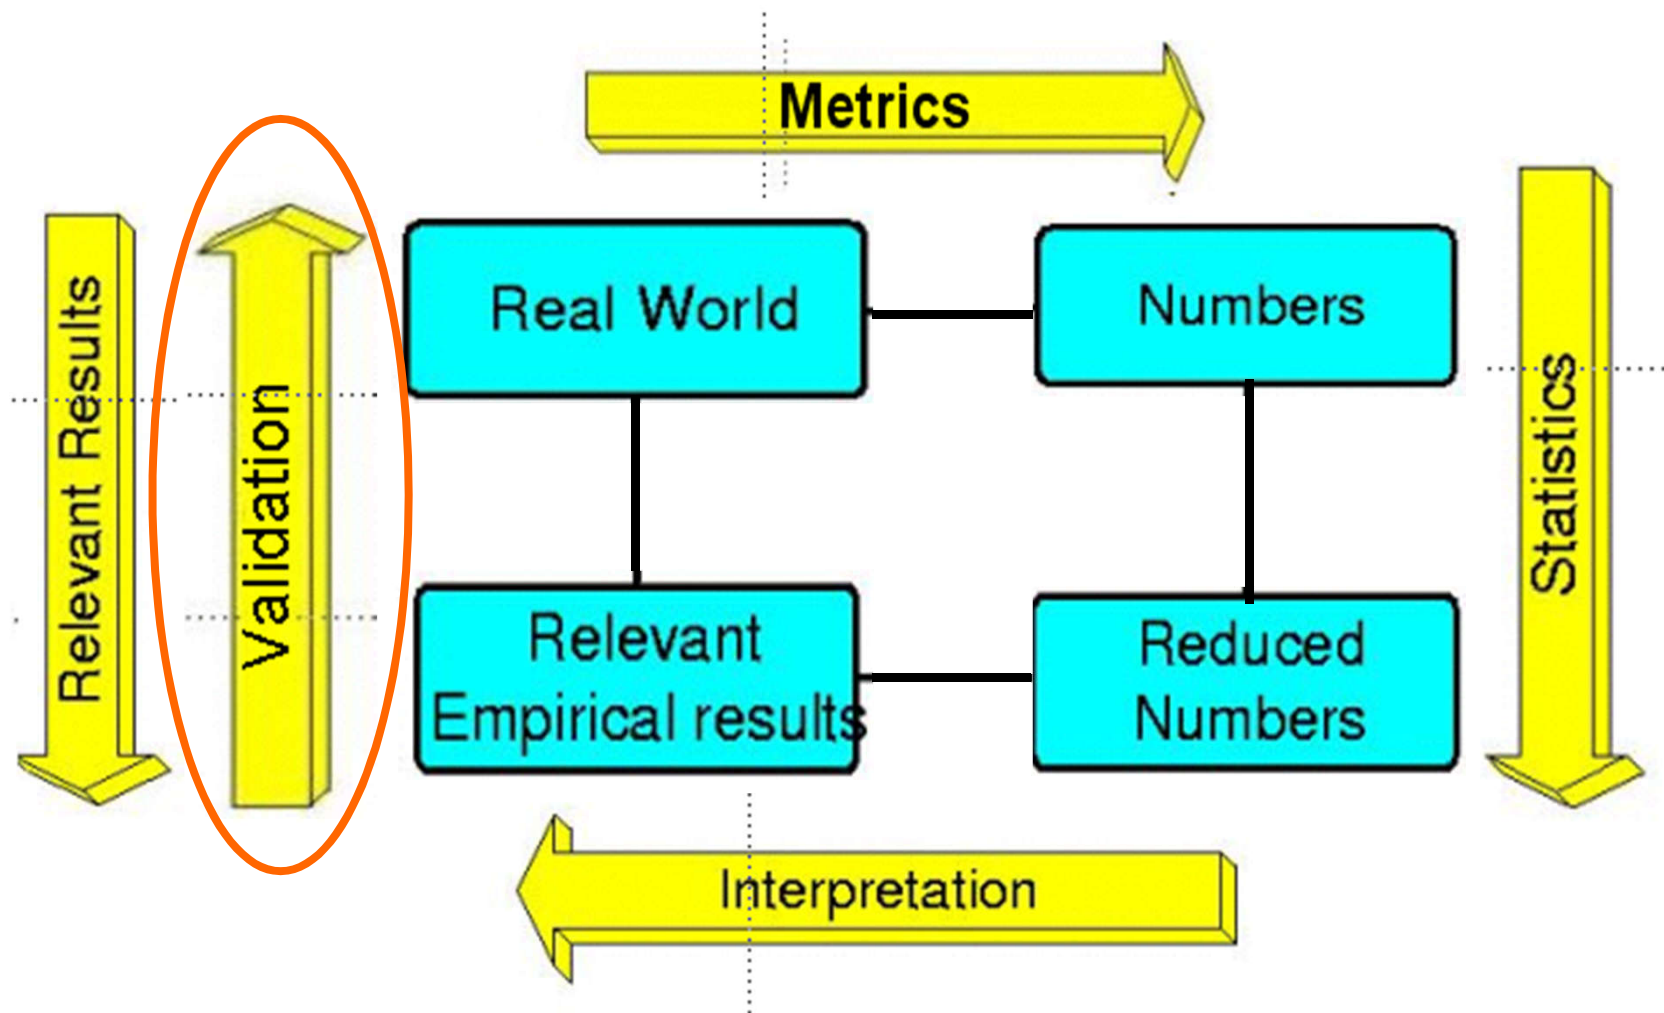 Metrics
Relevant Results
Validation
Real World
Numbers
Statistics
Relevant
Empirical results
Reduced
Numbers
Interpretation